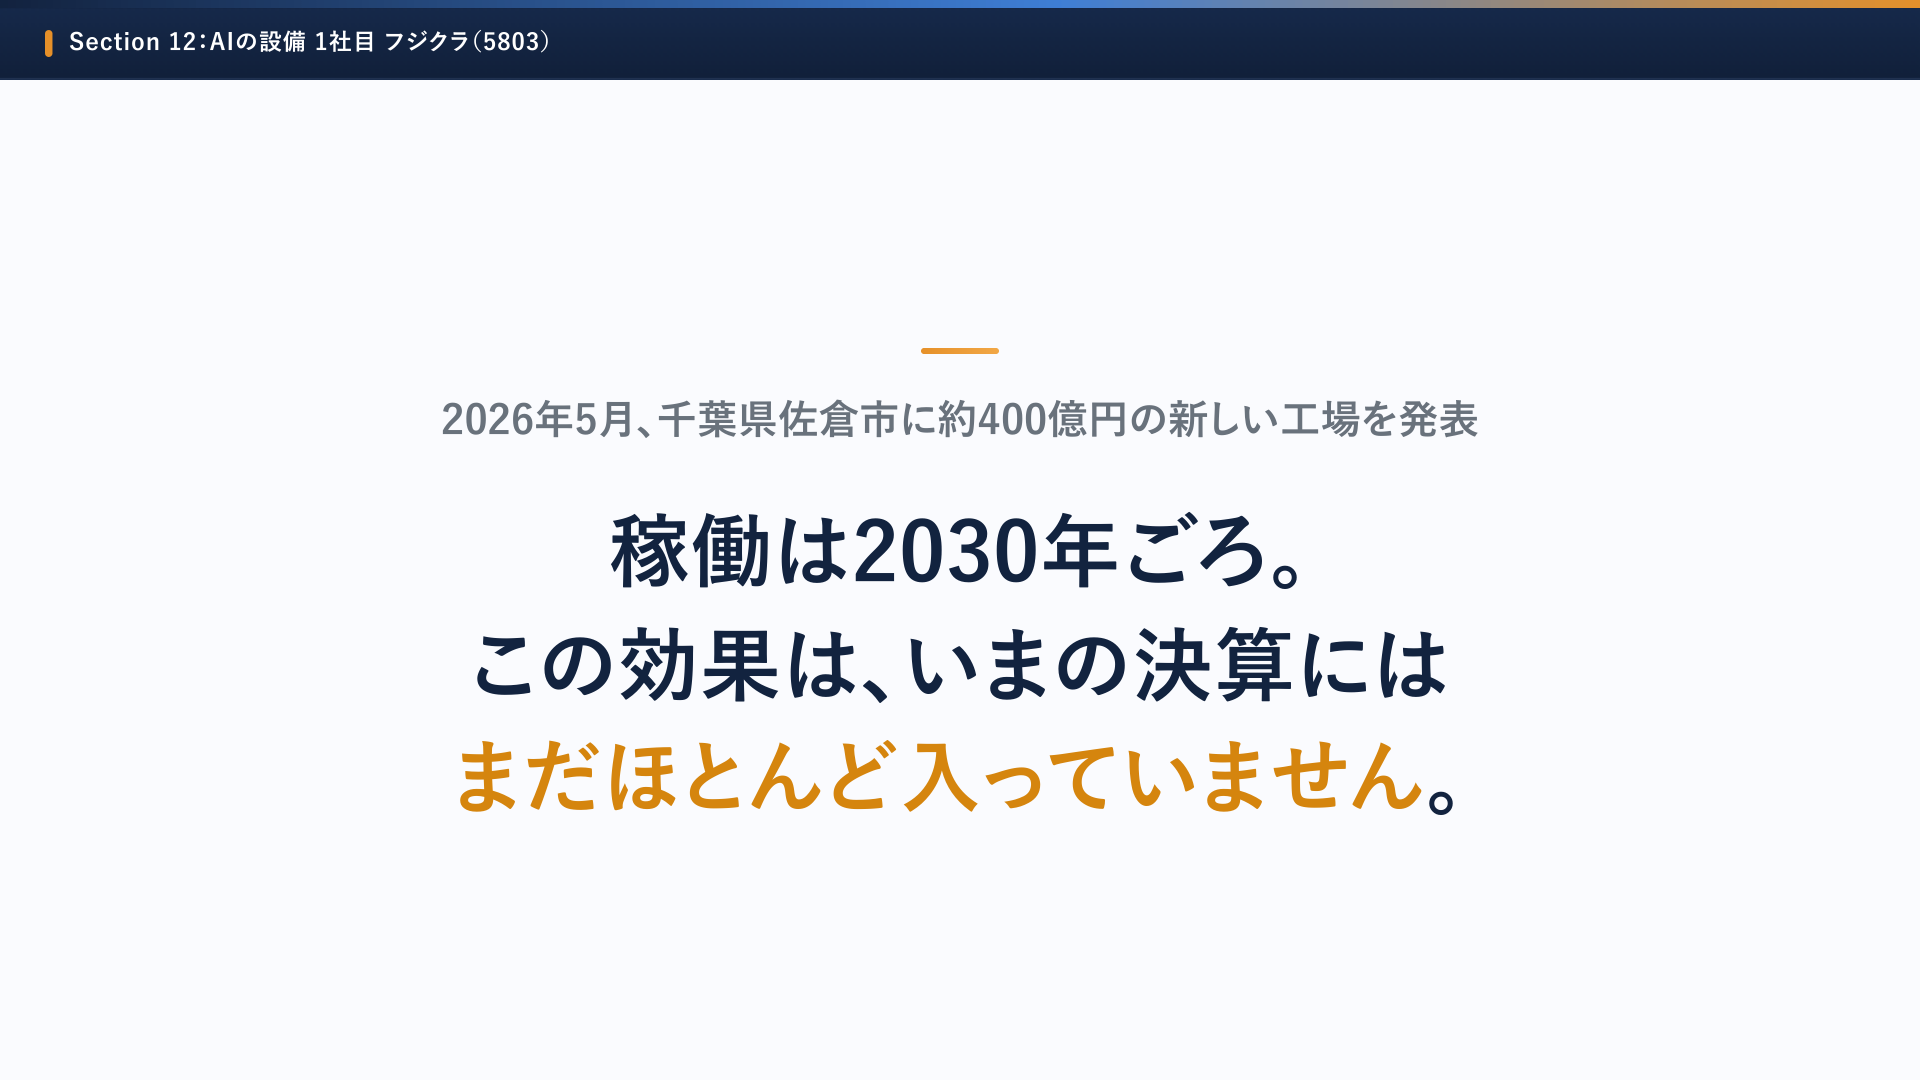 Section 12：AIの設備 1社目 フジクラ（5803）
2026年5月、千葉県佐倉市に約400億円の新しい工場を発表
稼働は2030年ごろ。
この効果は、いまの決算には
まだほとんど入っていません。